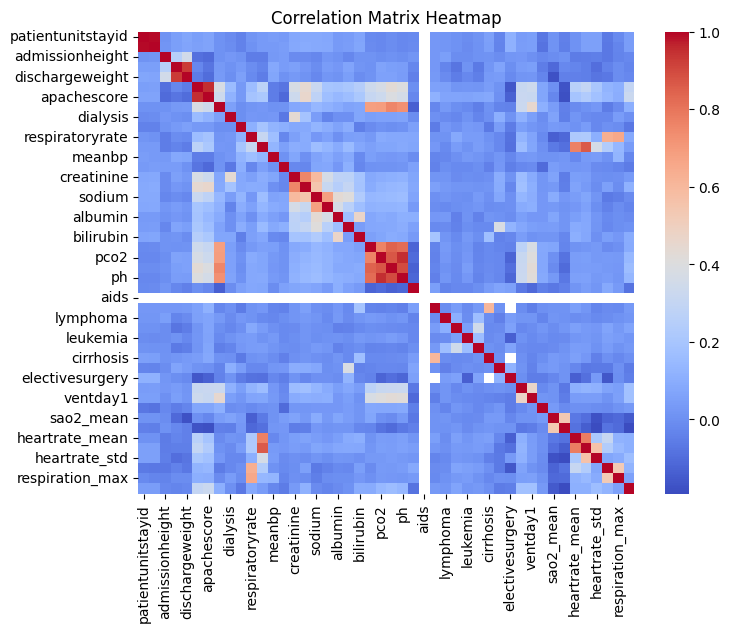 Correlation Matrix Heatmap
patientunitstayid
admissionheight
dischargeweight
apachescore
dialysis
respiratoryrate
meanbp
creatinine
sodium
albumin
bilirubin
pco2
ph
aids
lymphoma
leukemia
cirrhosis
electivesurgery
ventday1
sao2_mean
heartrate_mean
heartrate_std
respiration_max
1.0
0.8
0.6
0.4
0.2
0.0
patientunitstayid
admissionheight
dischargeweight
apachescore
dialysis
respiratoryrate
meanbp
creatinine
sodium
albumin
bilirubin
pco2
ph
aids
lymphoma
leukemia
cirrhosis
electivesurgery
ventday1
sao2_mean
heartrate_mean
heartrate_std
respiration_max